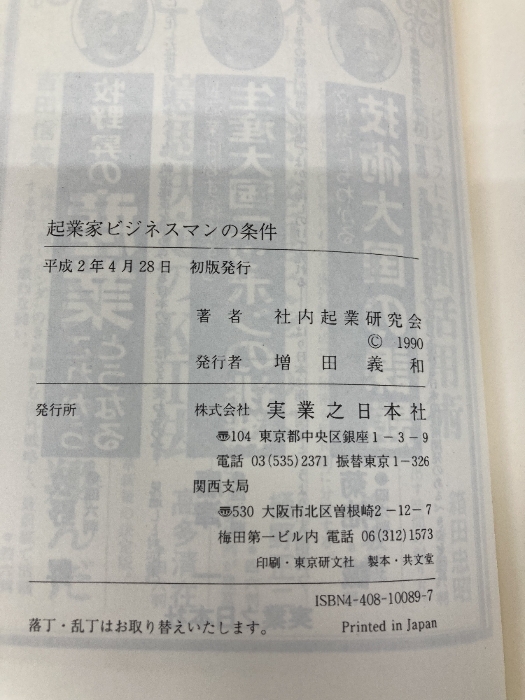 起業家ビジネスマンの条件
平成2年4月28日 初版発行
著者 社内起業研究会
© 1990
発行者 増田義和
発行所 株式会社 実業之日本社
〠104 東京都中央区銀座1-3-9
電話 03(535)2371 振替東京1-326
関西支局
〠530 大阪市北区曽根崎2-12-7
梅田第一ビル内 電話 06(312)1573
印刷・東京研文社 製本・共文堂
ISBN4-408-10089-7
落丁・乱丁はお取り替えいたします。 Printed in Japan